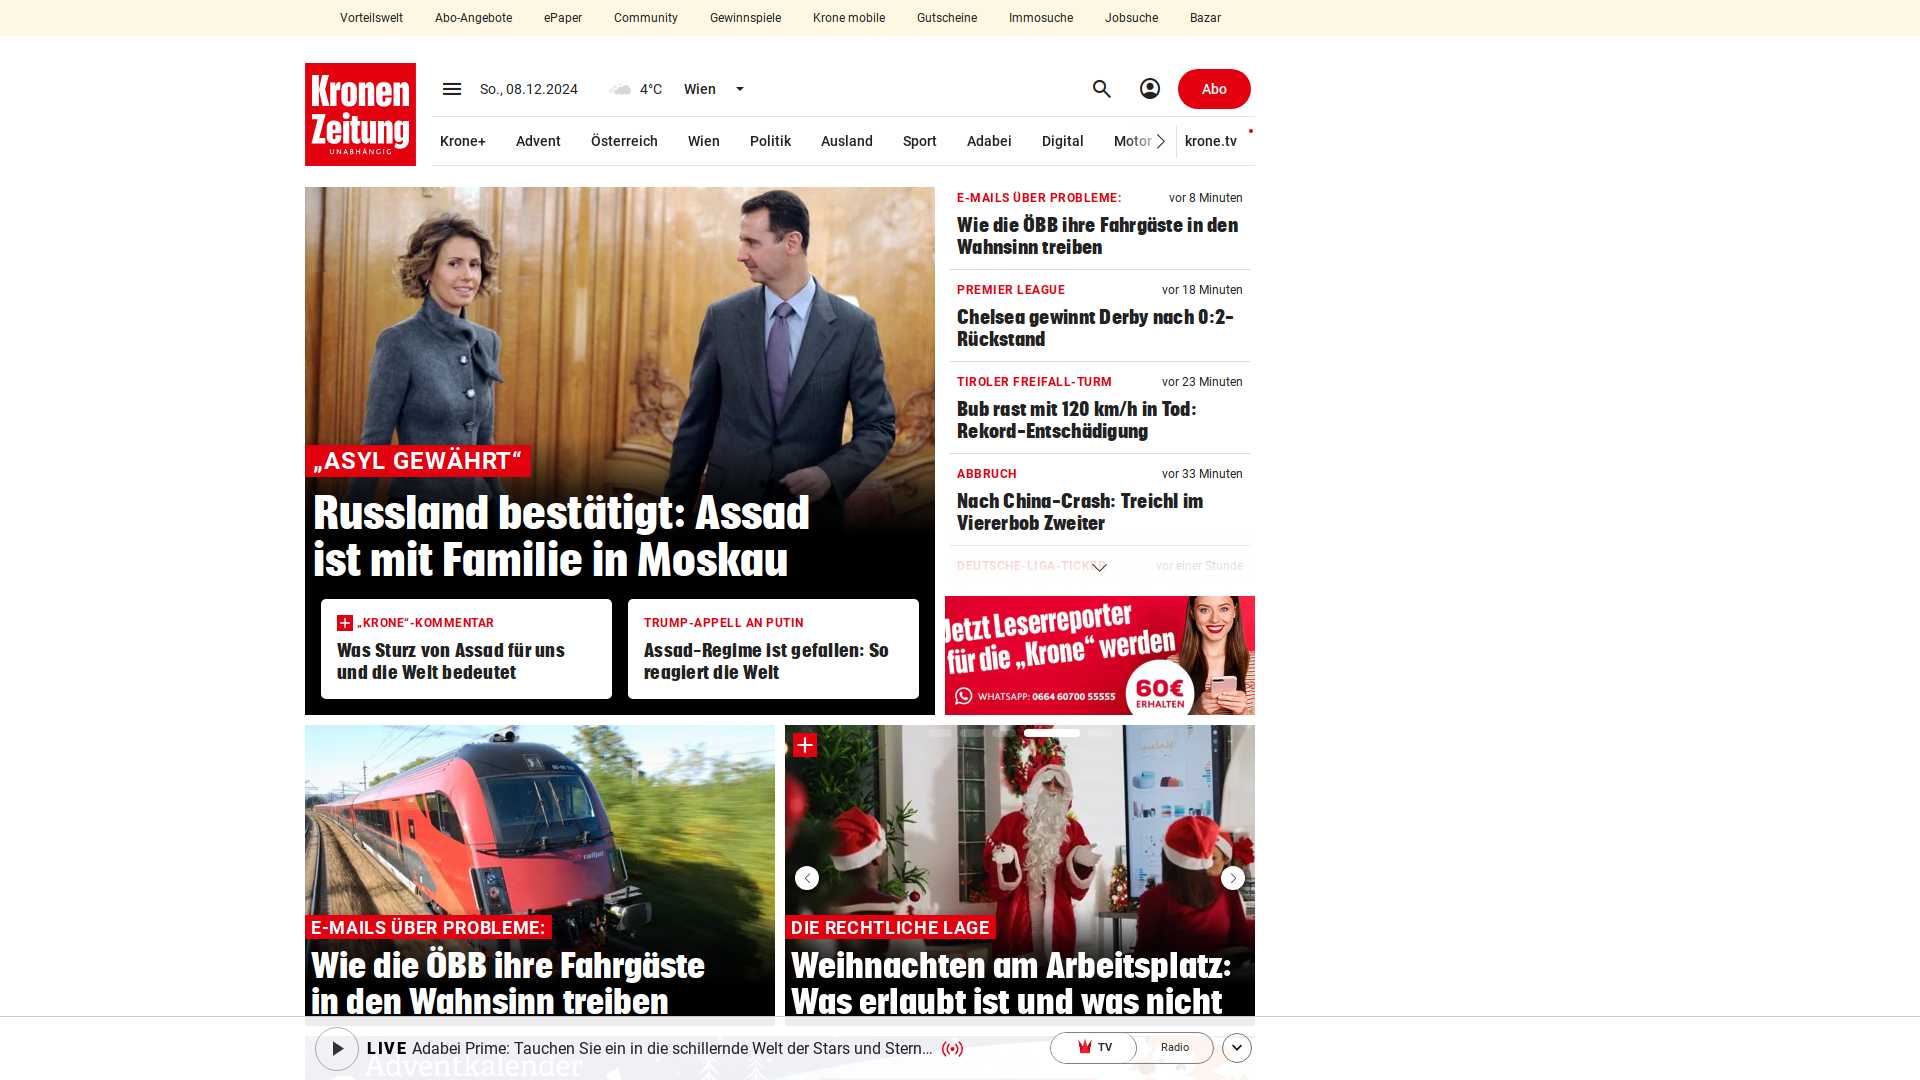 Vorteilswelt Abo-Angebote ePaper Community Gewinnspiele Krone mobile Gutscheine Immosuche Jobsuche Bazar
Kronen
Zeitung
UNABHÄNGIG
So., 08.12.2024 4°C Wien
Abo
Krone+ Advent Österreich Wien Politik Ausland Sport Adabei Digital Motor krone.tv
„ASYL GEWÄHRT“
Russland bestätigt: Assad
ist mit Familie in Moskau
„KRONE“-KOMMENTAR
Was Sturz von Assad für uns
und die Welt bedeutet
TRUMP-APPELL AN PUTIN
Assad-Regime ist gefallen: So
reagiert die Welt
E-MAILS ÜBER PROBLEME: vor 8 Minuten
Wie die ÖBB ihre Fahrgäste in den
Wahnsinn treiben
PREMIER LEAGUE vor 18 Minuten
Chelsea gewinnt Derby nach 0:2-
Rückstand
TIROLER FREIFALL-TURM vor 23 Minuten
Bub rast mit 120 km/h in Tod:
Rekord-Entschädigung
ABBRUCH vor 33 Minuten
Nach China-Crash: Treichl im
Viererbob Zweiter
DEUTSCHE-LIGA-TICKER vor einer Stunde
Jetzt Leserreporter
für die „Krone“ werden
WHATSAPP: 0664 60700 55555
60€
ERHALTEN
railjet
E-MAILS ÜBER PROBLEME:
Wie die ÖBB ihre Fahrgäste
in den Wahnsinn treiben
DIE RECHTLICHE LAGE
Weihnachten am Arbeitsplatz:
Was erlaubt ist und was nicht
LIVE Adabei Prime: Tauchen Sie ein in die schillernde Welt der Stars und Stern...
TV Radio
Adventkalender